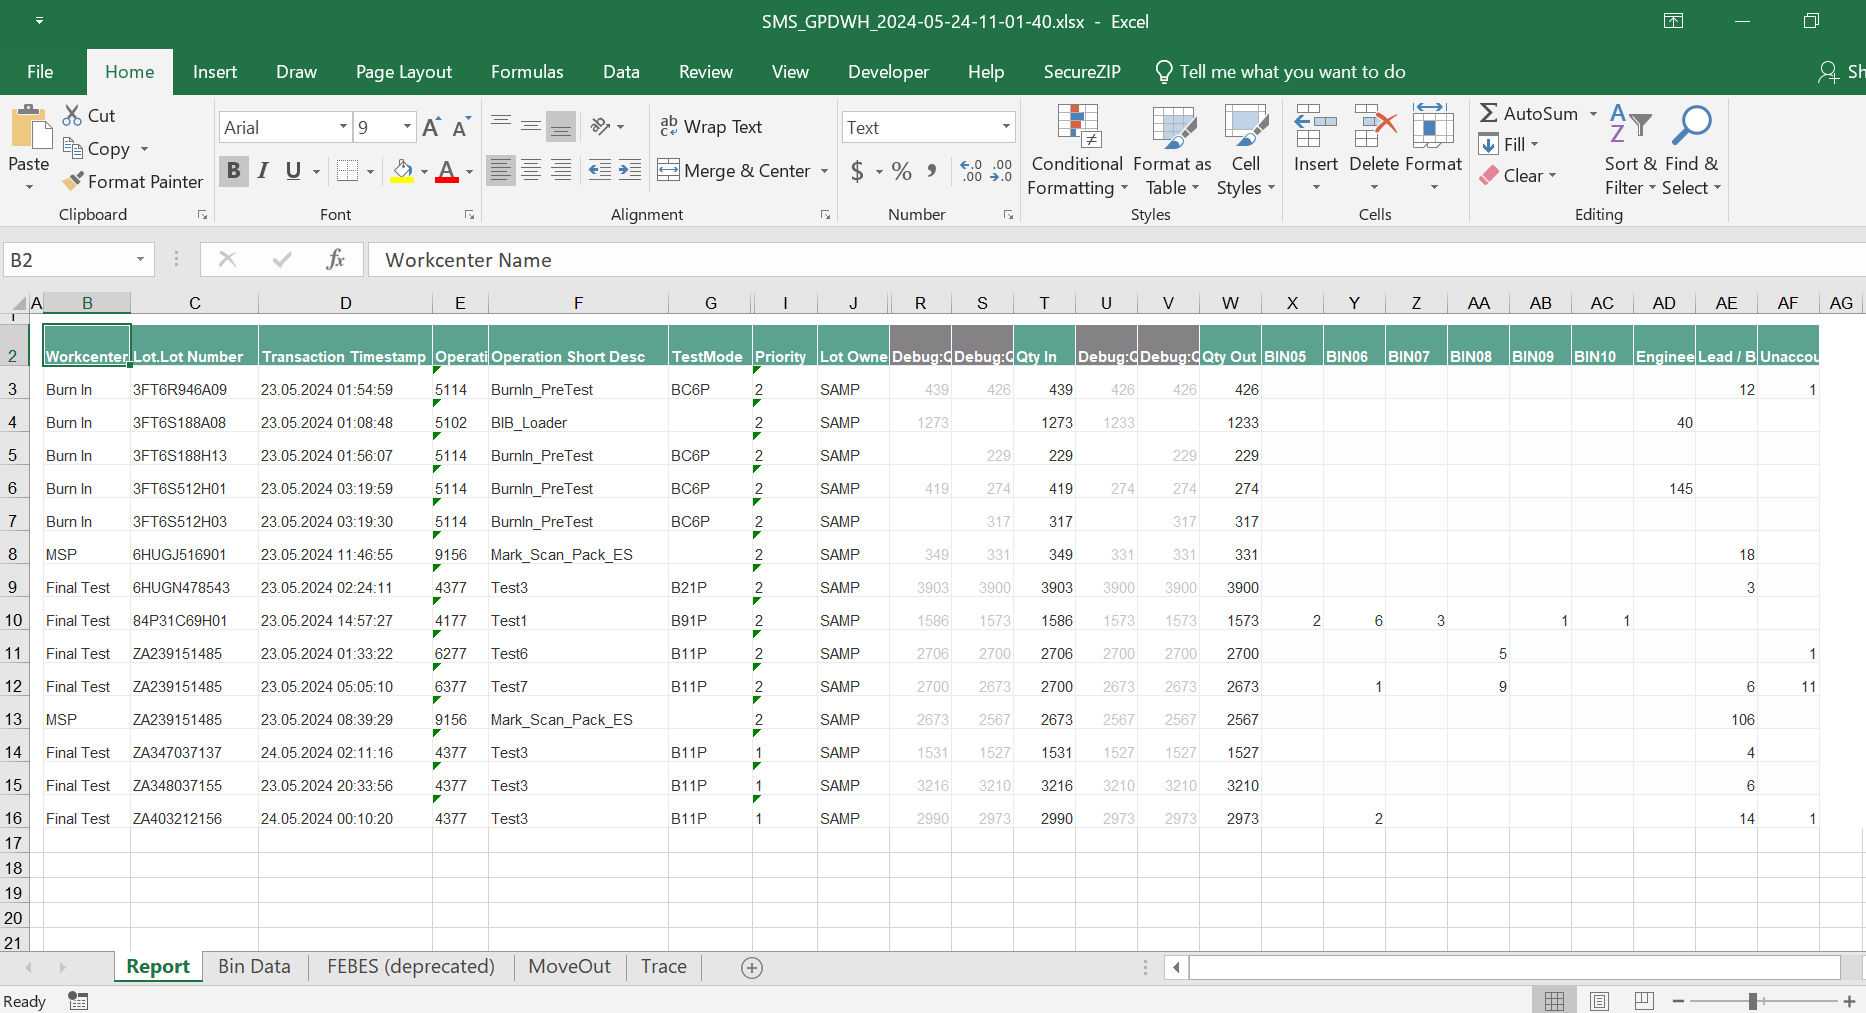 SMS_GPDWH_2024-05-24-11-01-40.xlsx - Excel
File Home Insert Draw Page Layout Formulas Data Review View Developer Help SecureZIP Tell me what you want to do Sh
Paste Cut Copy Format Painter Clipboard
Arial 9 A A B I U A Font
ab Wrap Text Merge & Center Alignment
Text $ % Number
Conditional Formatting Format as Table Cell Styles Styles
Insert Delete Format Cells
AutoSum Fill Clear Sort & Filter Find & Select Editing
B2 fx Workcenter Name
A B C D E F G I J R S T U V W X Y Z AA AB AC AD AE AF AG
1
2 Workcenter Lot.Lot Number Transaction Timestamp Operati Operation Short Desc TestMode Priority Lot Owne Debug:Q Debug:Q Qty In Debug:Q Debug:Q Qty Out BIN05 BIN06 BIN07 BIN08 BIN09 BIN10 Enginee Lead / B Unaccou
3 Burn In 3FT6R946A09 23.05.2024 01:54:59 5114 BurnIn_PreTest BC6P 2 SAMP 439 426 439 426 426 426 12 1
4 Burn In 3FT6S188A08 23.05.2024 01:08:48 5102 BIB_Loader 2 SAMP 1273 1273 1233 1233 40
5 Burn In 3FT6S188H13 23.05.2024 01:56:07 5114 BurnIn_PreTest BC6P 2 SAMP 229 229 229 229
6 Burn In 3FT6S512H01 23.05.2024 03:19:59 5114 BurnIn_PreTest BC6P 2 SAMP 419 274 419 274 274 274 145
7 Burn In 3FT6S512H03 23.05.2024 03:19:30 5114 BurnIn_PreTest BC6P 2 SAMP 317 317 317 317
8 MSP 6HUGJ516901 23.05.2024 11:46:55 9156 Mark_Scan_Pack_ES 2 SAMP 349 331 349 331 331 331 18
9 Final Test 6HUGN478543 23.05.2024 02:24:11 4377 Test3 B21P 2 SAMP 3903 3900 3903 3900 3900 3900 3
10 Final Test 84P31C69H01 23.05.2024 14:57:27 4177 Test1 B91P 2 SAMP 1586 1573 1586 1573 1573 1573 2 6 3 1 1
11 Final Test ZA239151485 23.05.2024 01:33:22 6277 Test6 B11P 2 SAMP 2706 2700 2706 2700 2700 2700 5 1
12 Final Test ZA239151485 23.05.2024 05:05:10 6377 Test7 B11P 2 SAMP 2700 2673 2700 2673 2673 2673 1 9 6 11
13 MSP ZA239151485 23.05.2024 08:39:29 9156 Mark_Scan_Pack_ES 2 SAMP 2673 2567 2673 2567 2567 2567 106
14 Final Test ZA347037137 24.05.2024 02:11:16 4377 Test3 B11P 1 SAMP 1531 1527 1531 1527 1527 1527 4
15 Final Test ZA348037155 23.05.2024 20:33:56 4377 Test3 B11P 1 SAMP 3216 3210 3216 3210 3210 3210 6
16 Final Test ZA403212156 24.05.2024 00:10:20 4377 Test3 B11P 1 SAMP 2990 2973 2990 2973 2973 2973 2 14 1
17
18
19
20
21
Report Bin Data FEBES (deprecated) MoveOut Trace
Ready